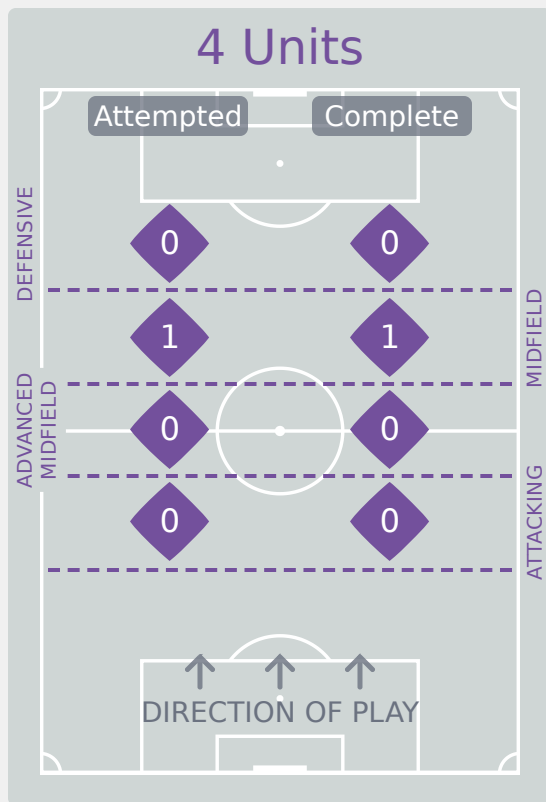 4 Units
Attempted Complete
DEFENSIVE
0 0
MIDFIELD
1 1
ADVANCED
MIDFIELD
0 0
ATTACKING
0 0
DIRECTION OF PLAY